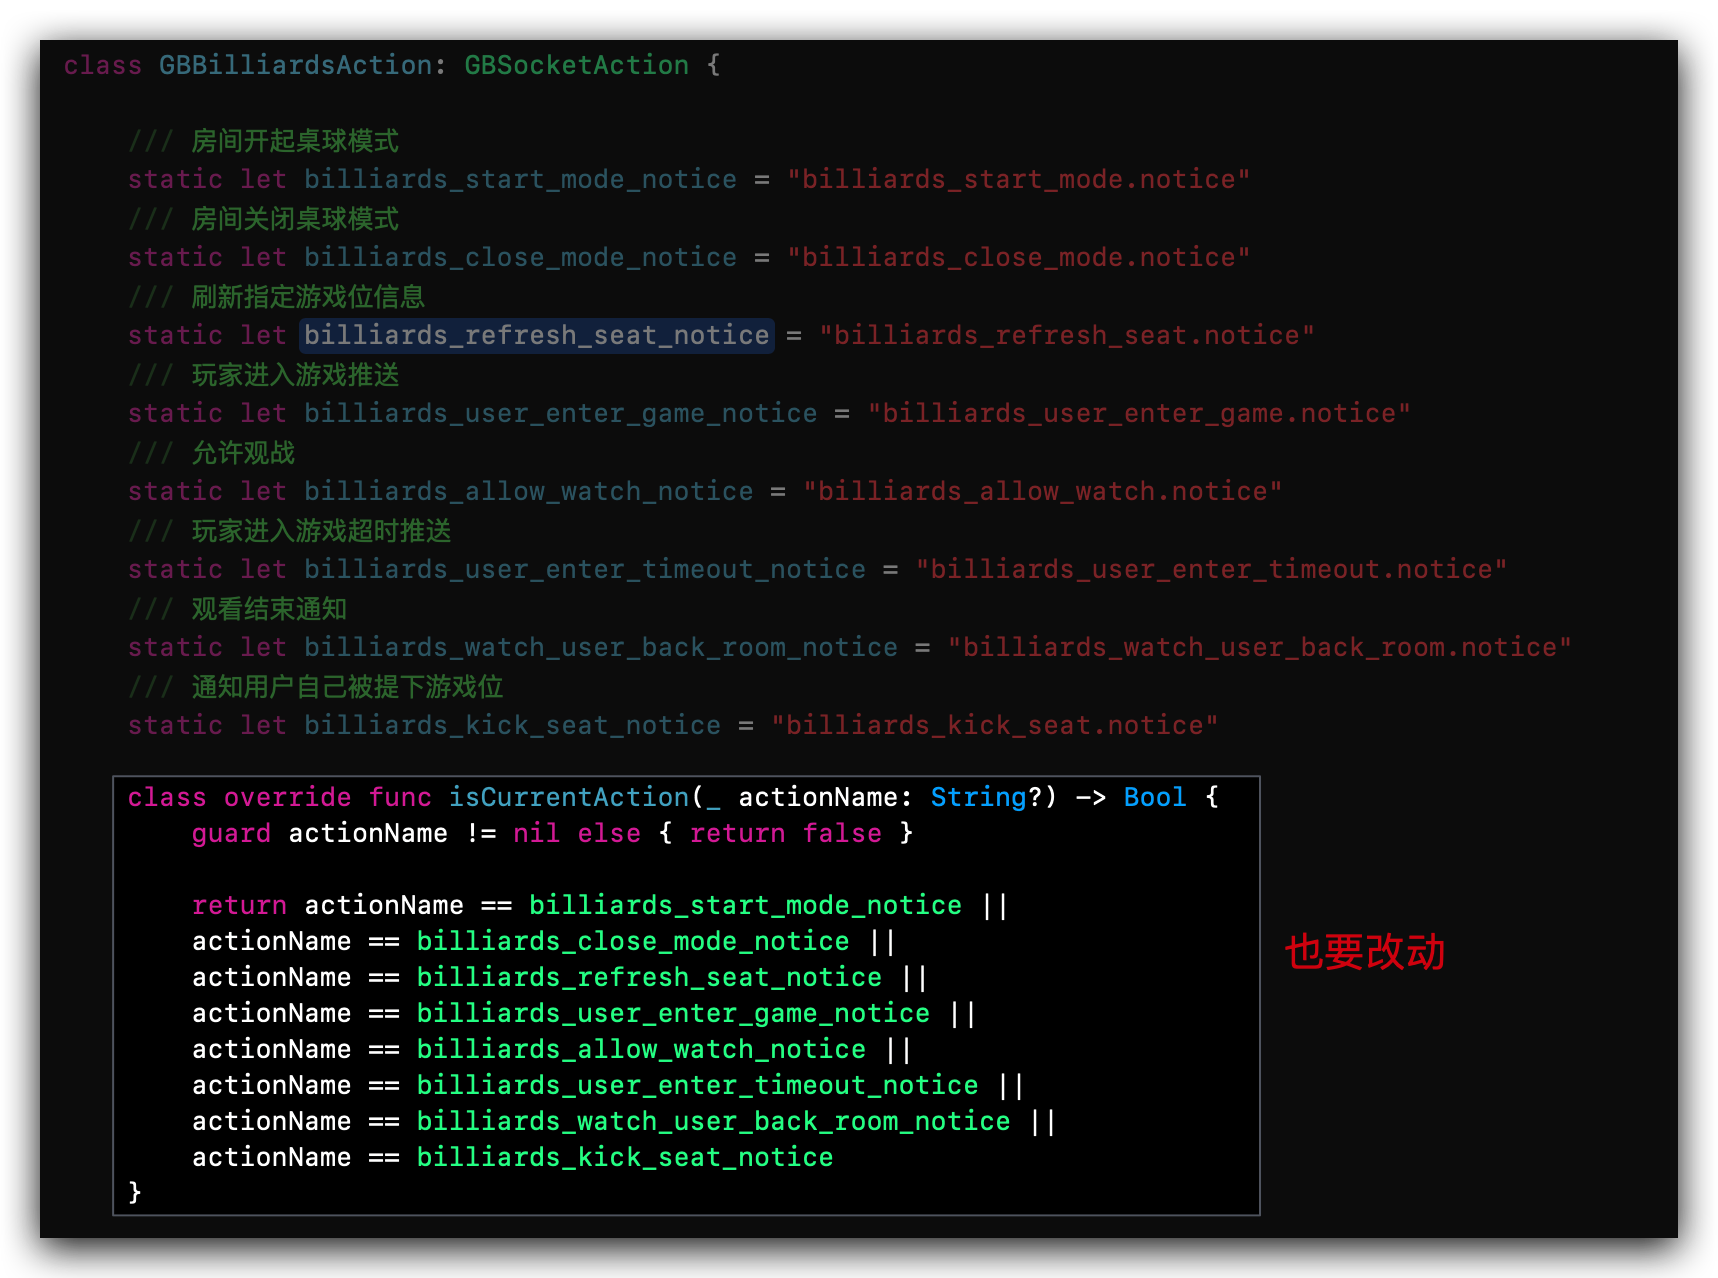 class GBBilliardsAction: GBSocketAction {
/// 房间开起桌球模式
static let billiards_start_mode_notice = "billiards_start_mode.notice"
/// 房间关闭桌球模式
static let billiards_close_mode_notice = "billiards_close_mode.notice"
/// 刷新指定游戏位信息
static let billiards_refresh_seat_notice = "billiards_refresh_seat.notice"
/// 玩家进入游戏推送
static let billiards_user_enter_game_notice = "billiards_user_enter_game.notice"
/// 允许观战
static let billiards_allow_watch_notice = "billiards_allow_watch.notice"
/// 玩家进入游戏超时推送
static let billiards_user_enter_timeout_notice = "billiards_user_enter_timeout.notice"
/// 观看结束通知
static let billiards_watch_user_back_room_notice = "billiards_watch_user_back_room.notice"
/// 通知用户自己被提下游戏位
static let billiards_kick_seat_notice = "billiards_kick_seat.notice"
class override func isCurrentAction(_ actionName: String?) -> Bool {
guard actionName != nil else { return false }
return actionName == billiards_start_mode_notice ||
actionName == billiards_close_mode_notice ||
actionName == billiards_refresh_seat_notice ||
actionName == billiards_user_enter_game_notice ||
actionName == billiards_allow_watch_notice ||
actionName == billiards_user_enter_timeout_notice ||
actionName == billiards_watch_user_back_room_notice ||
actionName == billiards_kick_seat_notice
}
也要改动